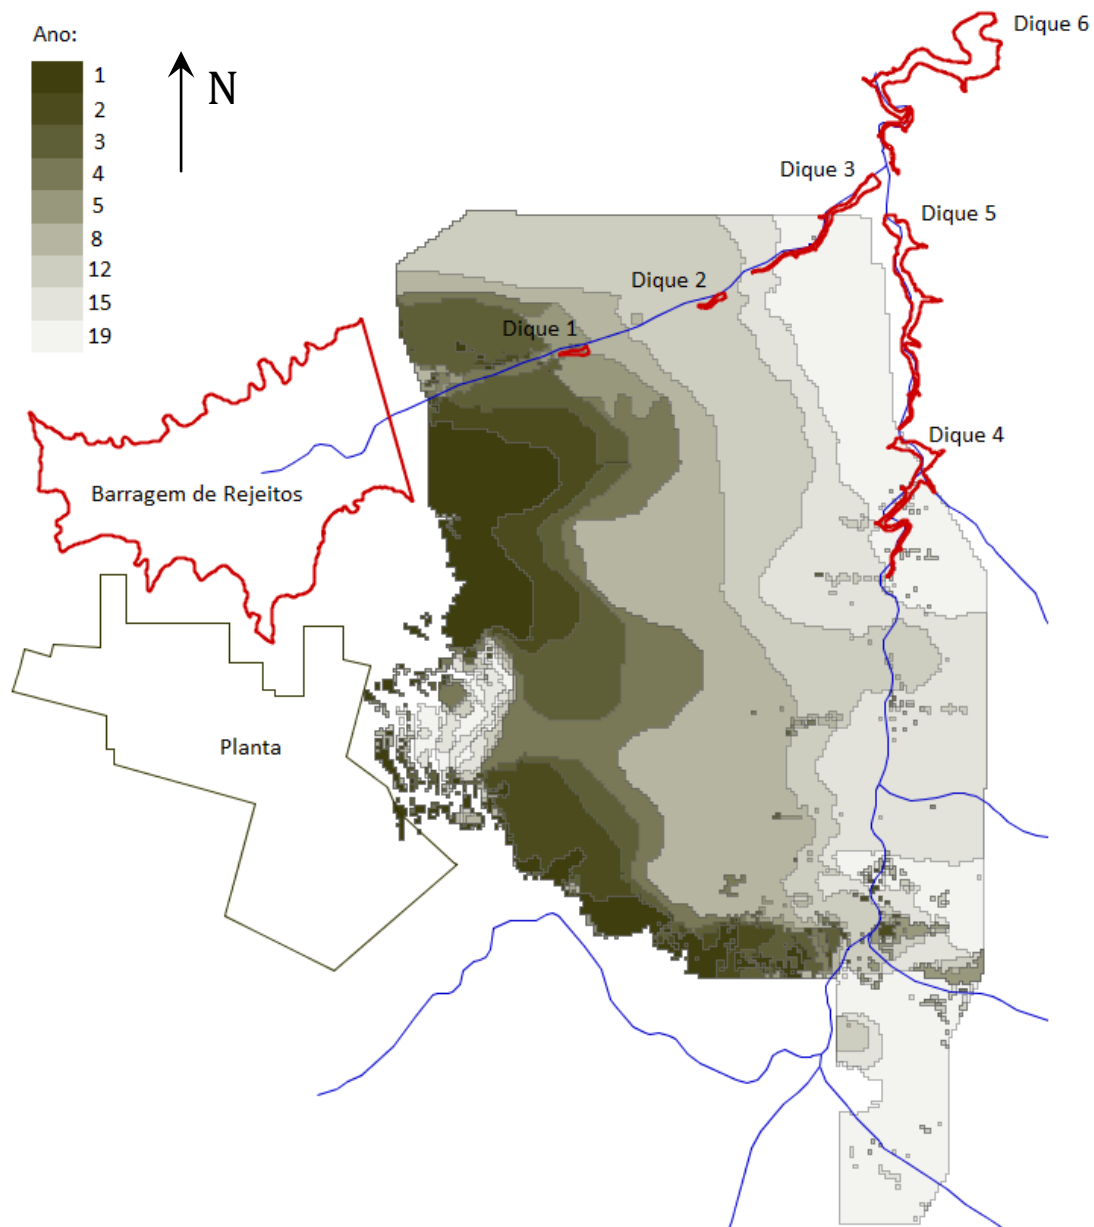 Ano:
1
2
3
4
5
8
12
15
19
N
Dique 6
Dique 3
Dique 5
Dique 2
Dique 1
Dique 4
Barragem de Rejeitos
Planta